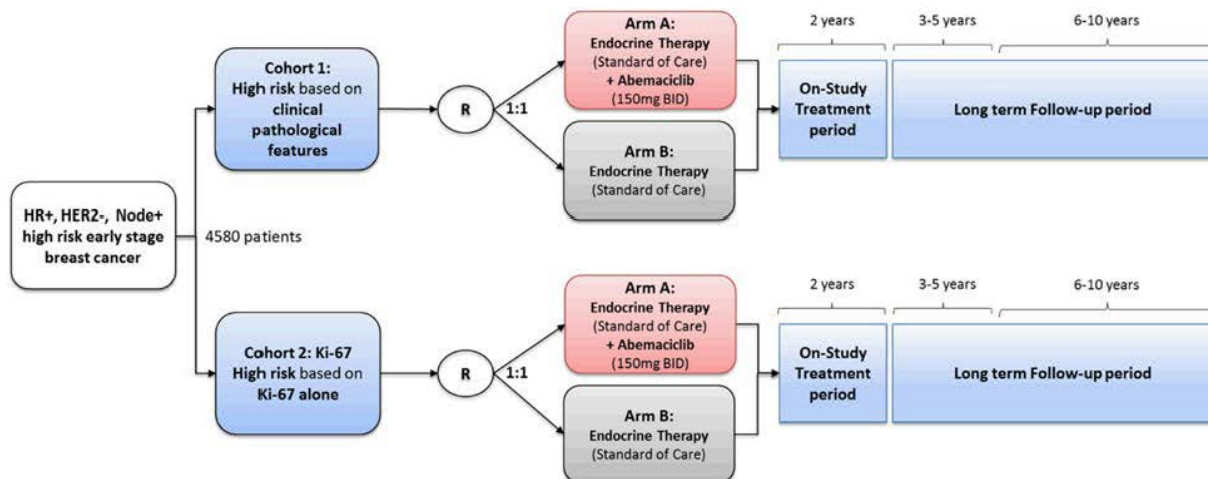 HR+, HER2-, Node+
high risk early stage
breast cancer
4580 patients
Cohort 1:
High risk based on
clinical
pathological
features
R
1:1
Arm A:
Endocrine Therapy
(Standard of Care)
+ Abemaciclib
(150mg BID)
Arm B:
Endocrine Therapy
(Standard of Care)
2 years
3-5 years
6-10 years
On-Study
Treatment
period
Long term Follow-up period
Cohort 2: Ki-67
High risk based on
Ki-67 alone
R
1:1
Arm A:
Endocrine Therapy
(Standard of Care)
+ Abemaciclib
(150mg BID)
Arm B:
Endocrine Therapy
(Standard of Care)
2 years
3-5 years
6-10 years
On-Study
Treatment
period
Long term Follow-up period